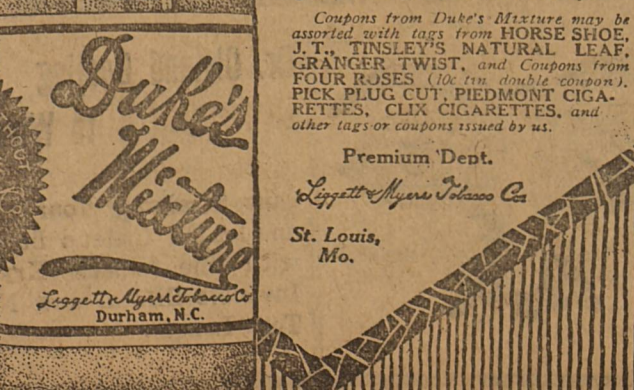 Duke's
Mixture
Liggett & Myers Tobacco Co
Durham, N.C.
Coupons from Duke's Mixture may be
assorted with tags from HORSE SHOE,
J. T., TINSLEY'S NATURAL LEAF,
GRANGER TWIST, and Coupons from
FOUR ROSES (10c tin double coupon),
PICK PLUG CUT, PIEDMONT CIGA-
RETTES, CLIX CIGARETTES, and
other tags or coupons issued by us.
Premium Dept.
Liggett & Myers Tobacco Co.
St. Louis,
Mo.